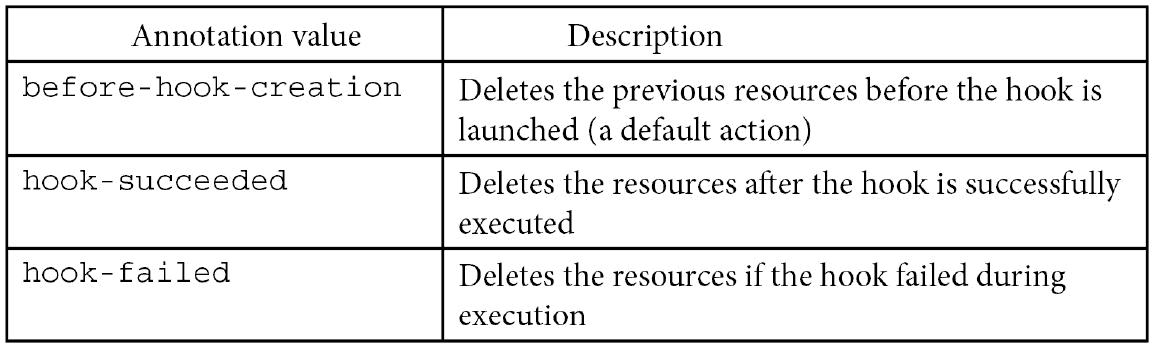 Annotation value
Description
before-hook-creation
Deletes the previous resources before the hook is
launched (a default action)
hook-succeeded
Deletes the resources after the hook is successfully
executed
hook-failed
Deletes the resources if the hook failed during
execution